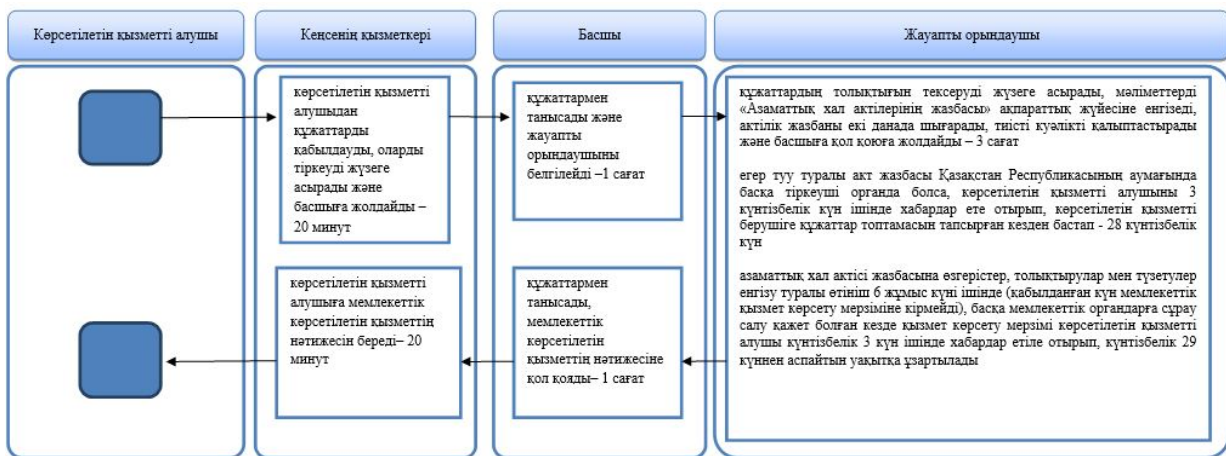 Көрсетілетін қызметті алушы
Кеңсенің қызметкері
Басшы
Жауапты орындаушы
көрсетілетін қызметті
алушыдан
құжаттарды
қабылдауды, оларды
тіркеуді жүзеге
асырады және
басшыға жолдайды –
20 минут
құжаттармен
танысады және
жауапты
орындаушыны
белгілейді –1 сағат
құжаттардың толықтығын тексеруді жүзеге асырады, мәліметтерді
«Азаматтық хал актілерінің жазбасы» ақпараттық жүйесіне енгізеді,
актілік жазбаны екі данада шығарады, тиісті куәлікті қалыптастырады
және басшыға қол қоюға жолдайды – 3 сағат
егер туу туралы акт жазбасы Қазақстан Республикасының аумағында
басқа тіркеуші органда болса, көрсетілетін қызметті алушыны 3
күнтізбелік күн ішінде хабардар ете отырып, көрсетілетін қызметті
берушіге құжаттар топтамасын тапсырған кезден бастап - 28 күнтізбелік
күн
азаматтық хал актісі жазбасына өзгерістер, толықтырулар мен түзетулер
енгізу туралы өтініш 6 жұмыс күні ішінде (қабылданған күн мемлекеттік
қызмет көрсету мерзіміне кірмейді), басқа мемлекеттік органдарға сұрау
салу қажет болған кезде қызмет көрсету мерзімі көрсетілетін қызметті
алушы күнтізбелік 3 күн ішінде хабардар етіле отырып, күнтізбелік 29
күннен аспайтын уақытқа ұзартылады
көрсетілетін қызметті
алушыға мемлекеттік
көрсетілетін қызметтің
нәтижесін береді– 20
минут
құжаттармен
танысады,
мемлекеттік
көрсетілетін
қызметтің нәтижесіне
қол қояды– 1 сағат